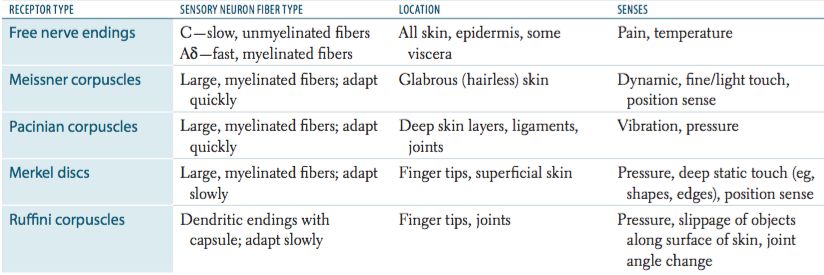 RECEPTOR TYPE SENSORY NEURON FIBER TYPE LOCATION SENSES
Free nerve endings C—slow, unmyelinated fibers All skin, epidermis, some Pain, temperature
Aδ—fast, myelinated fibers viscera
Meissner corpuscles Large, myelinated fibers; adapt Glabrous (hairless) skin Dynamic, fine/light touch,
quickly position sense
Pacinian corpuscles Large, myelinated fibers; adapt Deep skin layers, ligaments, Vibration, pressure
quickly joints
Merkel discs Large, myelinated fibers; adapt Finger tips, superficial skin Pressure, deep static touch (eg,
slowly shapes, edges), position sense
Ruffini corpuscles Dendritic endings with Finger tips, joints Pressure, slippage of objects
capsule; adapt slowly along surface of skin, joint
angle change